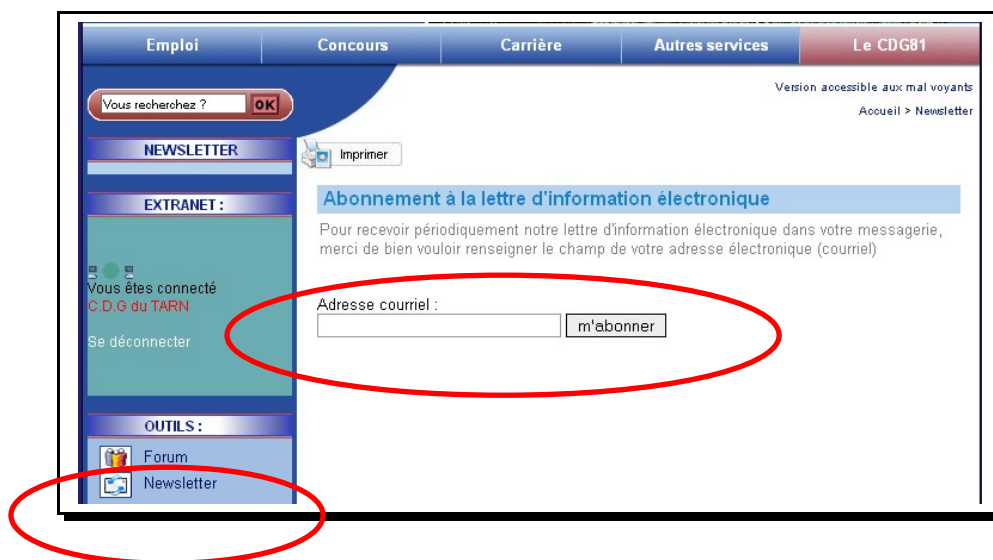 Emploi Concours Carrière Autres services Le CDG81
Vous recherchez ? OK
Version accessible aux mal voyants
Accueil > Newsletter
NEWSLETTER
Imprimer
EXTRANET :
Abonnement à la lettre d'information électronique
Pour recevoir périodiquement notre lettre d'information électronique dans votre messagerie,
merci de bien vouloir renseigner le champ de votre adresse électronique (courriel)
Vous êtes connecté
C.D.G du TARN
Se déconnecter
Adresse courriel :
m'abonner
OUTILS :
Forum
Newsletter